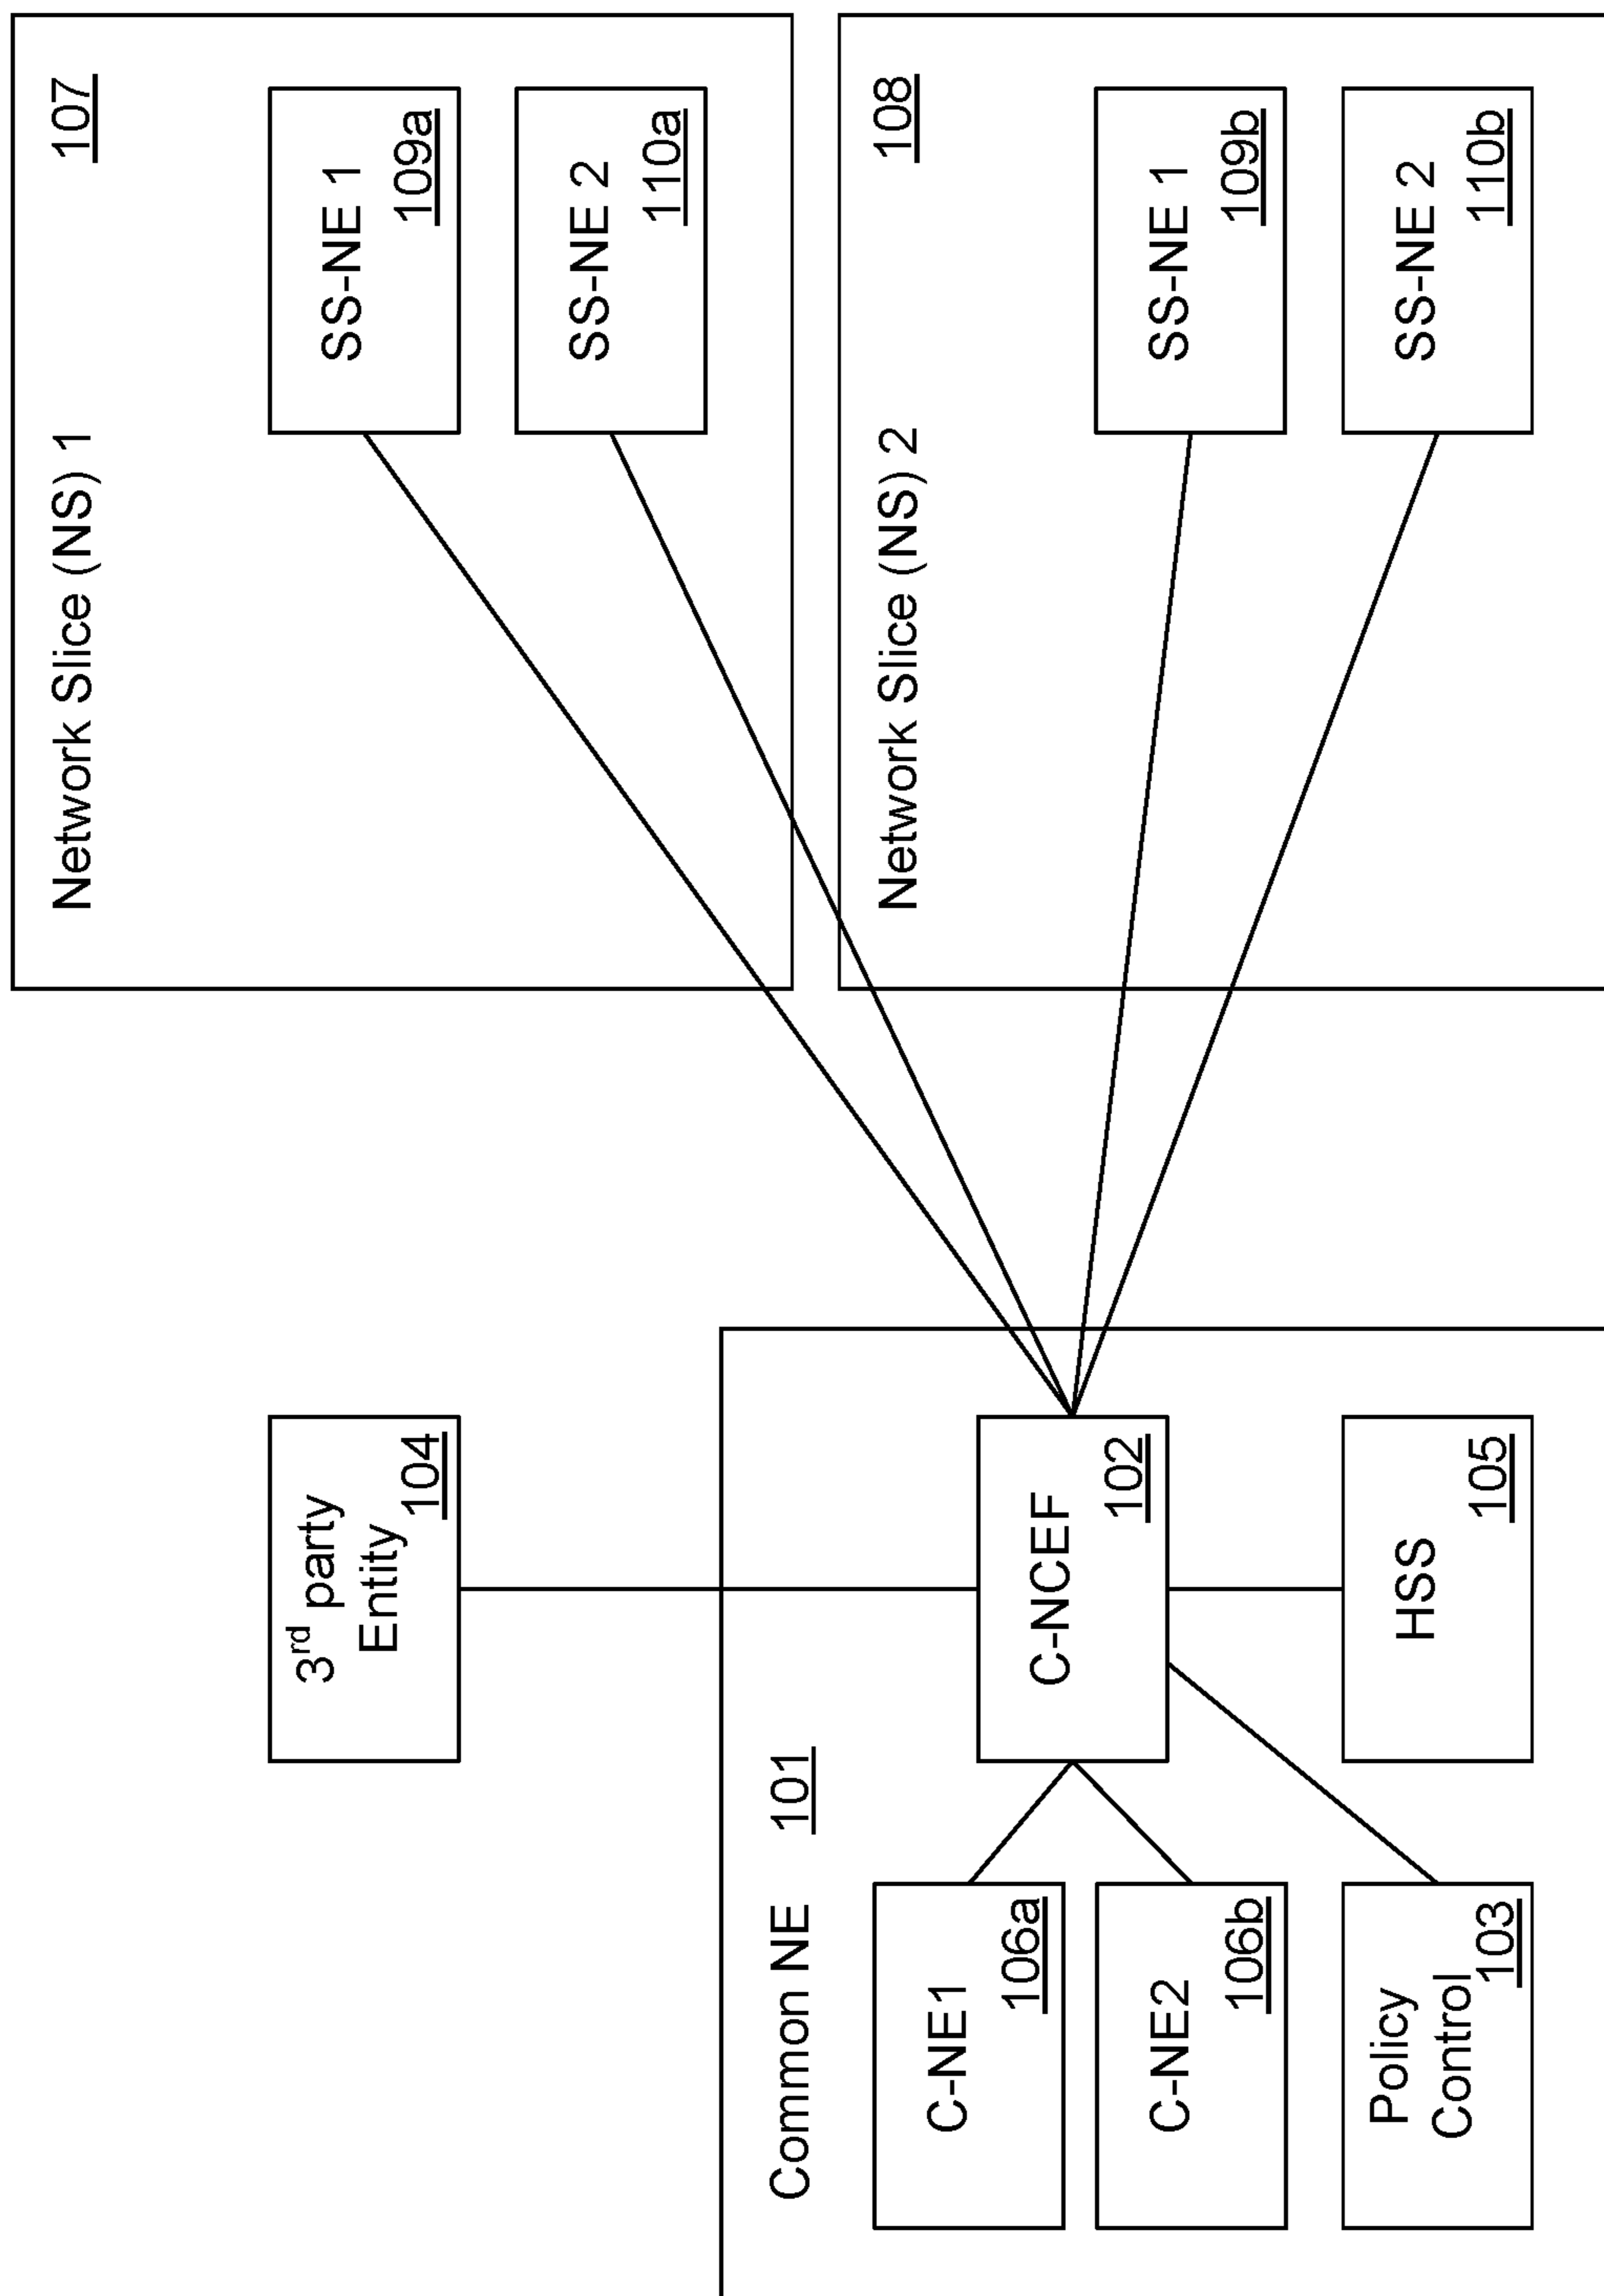 3rd party
Entity
104
Common NE 101
C-NE1
106a
C-NE2
106b
Policy
Control
103
C-NCEF
102
HSS
105
Network Slice (NS) 1
107
SS-NE 1
109a
SS-NE 2
110a
Network Slice (NS) 2
108
SS-NE 1
109b
SS-NE 2
110b